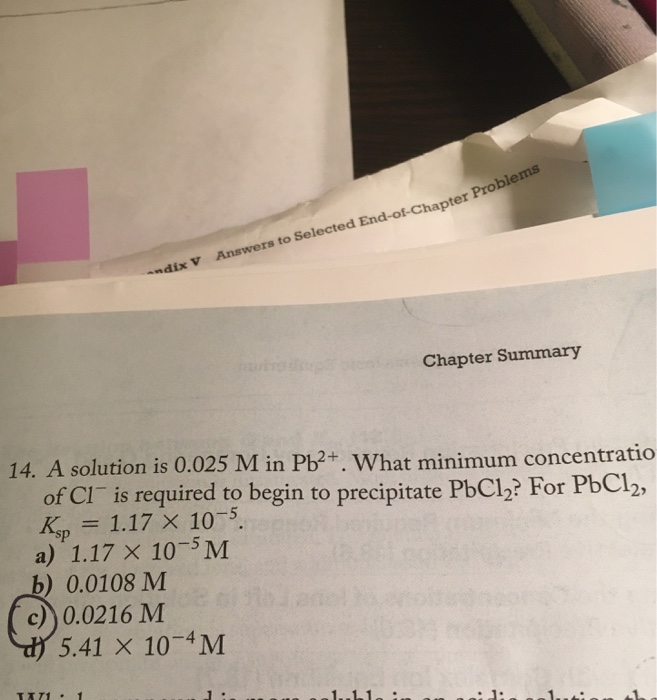 ndix V Answers to Selected End-of-Chapter Problems
Chapter Summary
14. A solution is 0.025 M in Pb²⁺. What minimum concentratio
of Cl⁻ is required to begin to precipitate PbCl₂? For PbCl₂,
Kₛₚ = 1.17 × 10⁻⁵.
a) 1.17 × 10⁻⁵ M
b) 0.0108 M
c) 0.0216 M
d) 5.41 × 10⁻⁴ M